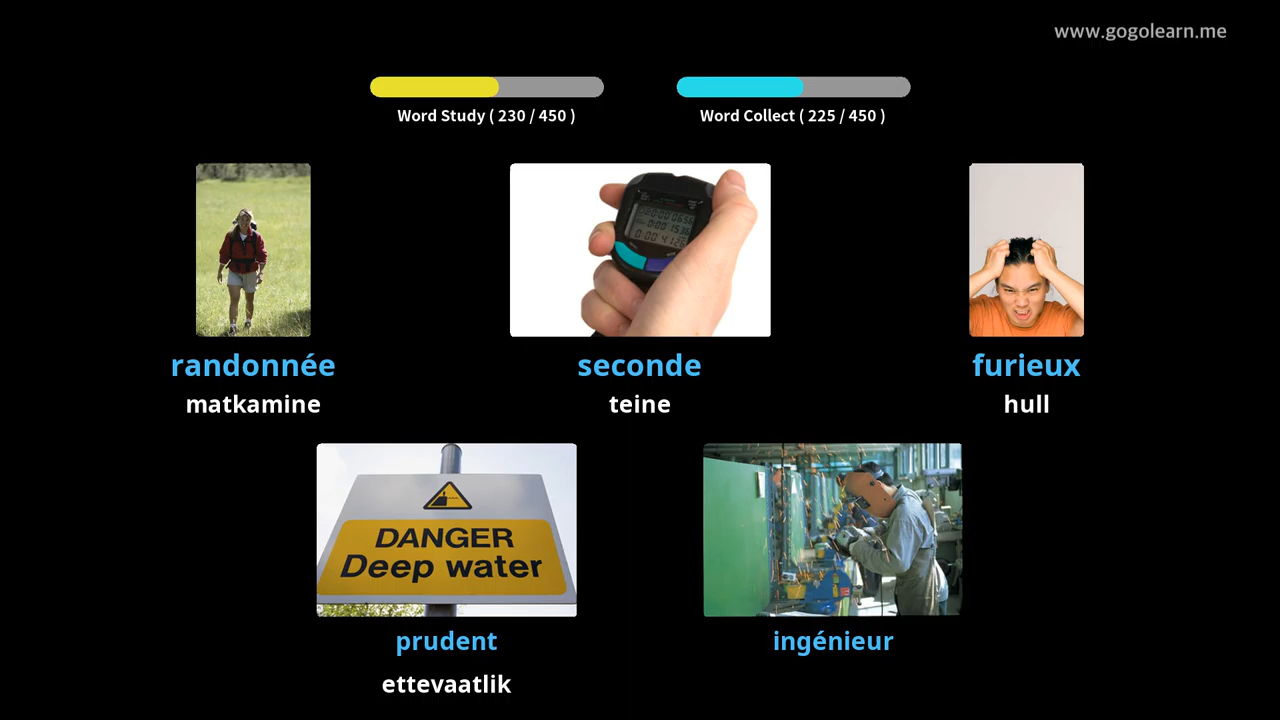 www.gogolearn.me
Word Study ( 230 / 450 )
Word Collect ( 225 / 450 )
randonnée
matkamine
seconde
teine
furieux
hull
DANGER
Deep water
prudent
ettevaatlik
ingénieur